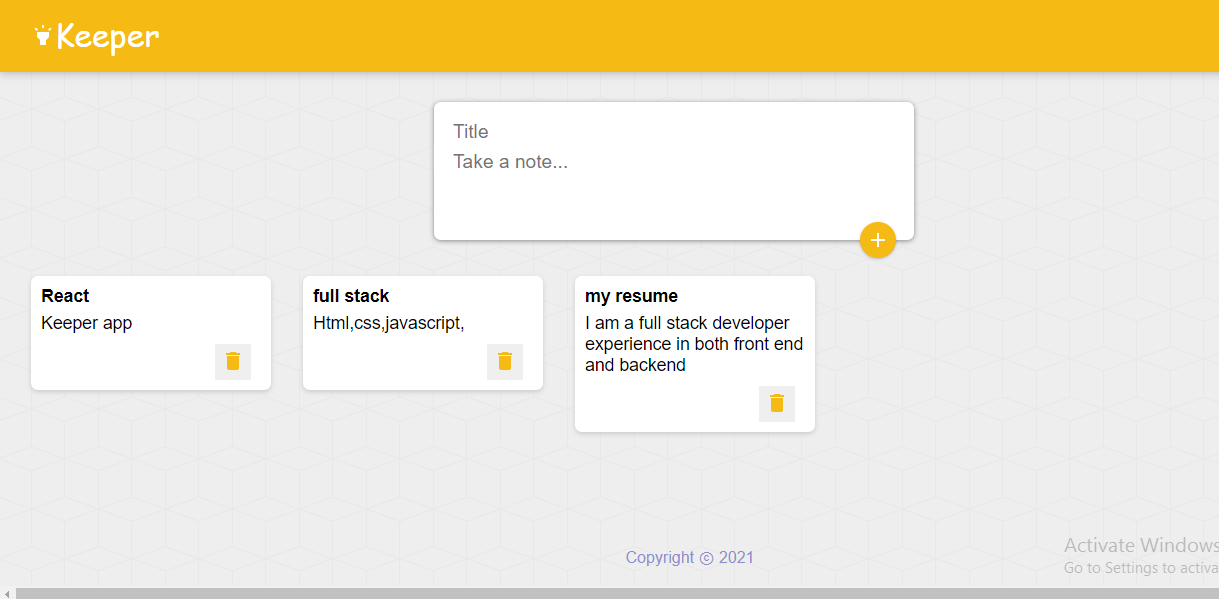 Keeper
Title
Take a note...
React
Keeper app
full stack
Html,css,javascript,
my resume
I am a full stack developer
experience in both front end
and backend
Copyright © 2021
Activate Windows
Go to Settings to activa